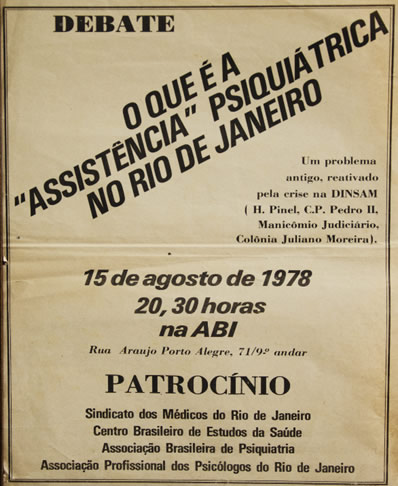 DEBATE
O QUE É A
"ASSISTÊNCIA" PSIQUIÁTRICA
NO RIO DE JANEIRO
Um problema
antigo, reativado
pela crise na DINSAM
( H. Pinel, C.P. Pedro II,
Manicômio Judiciário,
Colônia Juliano Moreira).
15 de agosto de 1978
20,30 horas
na ABI
Rua Araujo Porto Alegre, 71/9º andar
PATROCÍNIO
Sindicato dos Médicos do Rio de Janeiro
Centro Brasileiro de Estudos da Saúde
Associação Brasileira de Psiquiatria
Associação Profissional dos Psicólogos do Rio de Janeiro